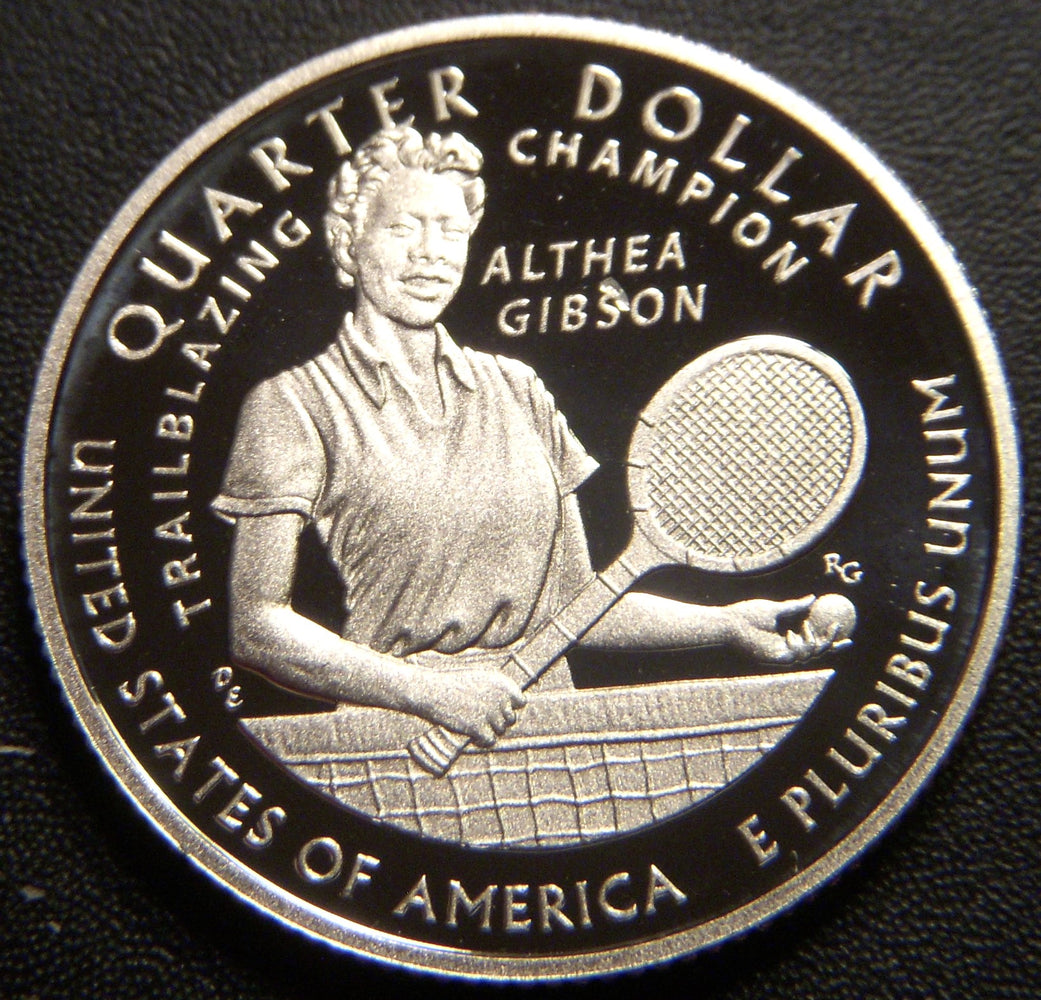 QUARTER DOLLAR
TRAILBLAZING
CHAMPION
ALTHEA
GIBSON
RG
UNITED STATES OF AMERICA
E PLURIBUS UNUM